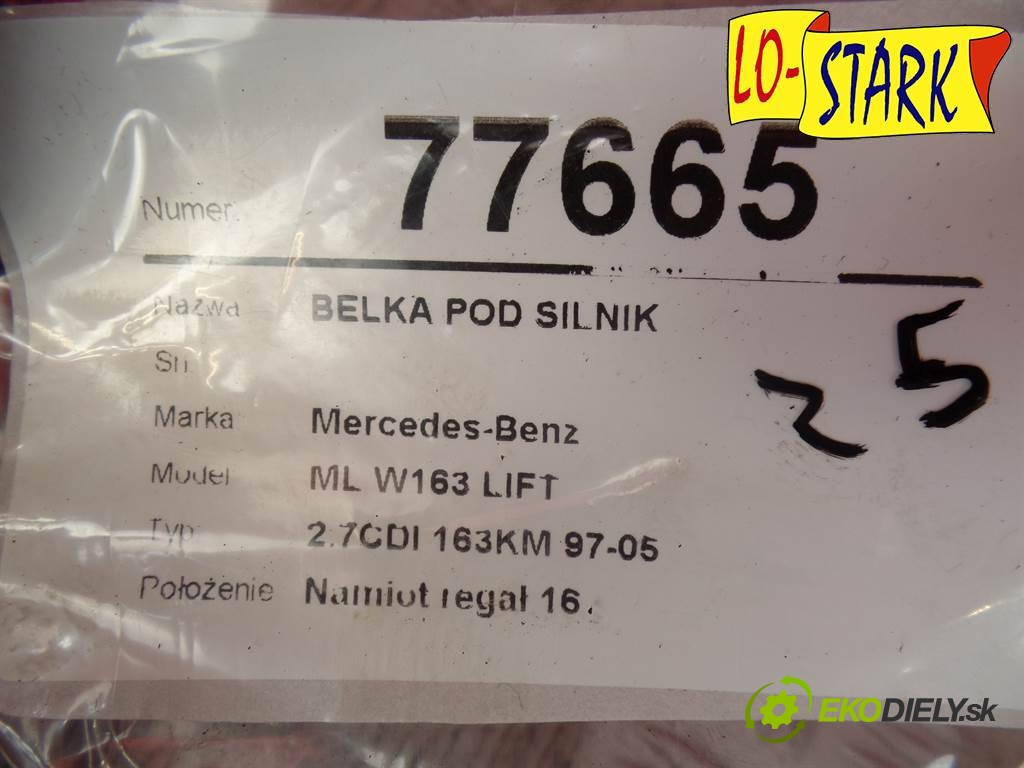 LO-STARK
Numer. 77665
Nazwa BELKA POD SILNIK
Sn.
Marka Mercedes-Benz
Model ML W163 LIFT
Typ 2.7CDI 163KM 97-05
Położenie Namiot regał 16.
25
EKODIELY.sk